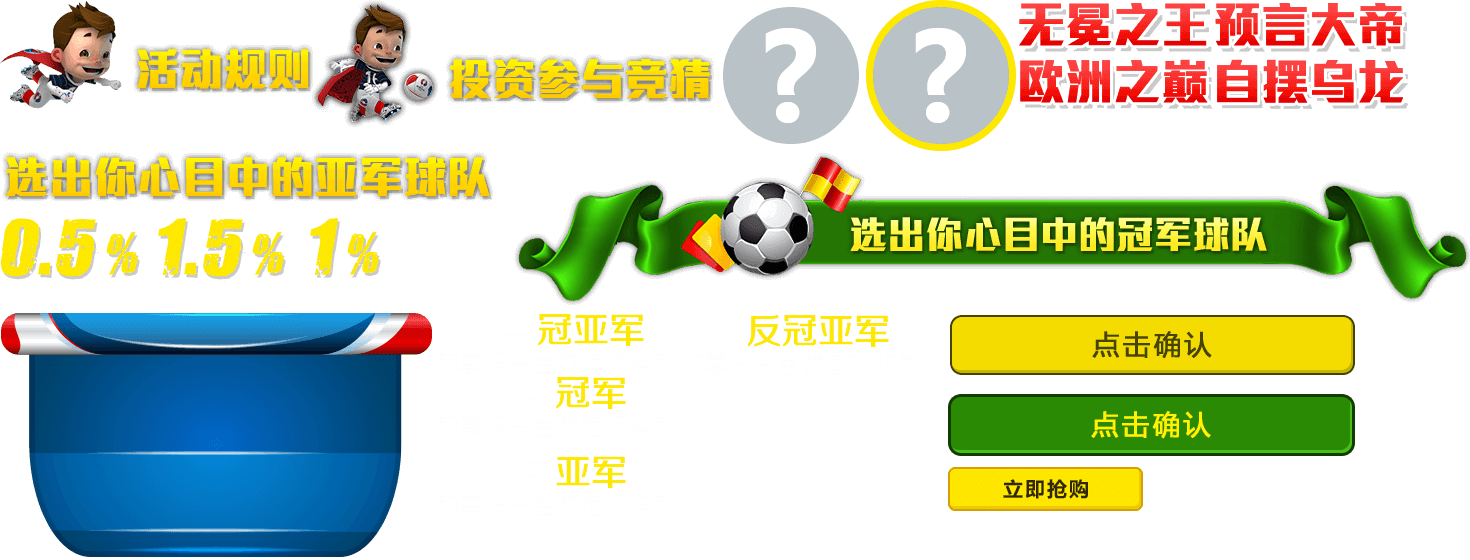 活动规则
投资参与竞猜
? ?
无冕之王 预言大帝
欧洲之巅 自摆乌龙
选出你心目中的亚军球队
0.5% 1.5% 1%
选出你心目中的冠军球队
冠亚军
反冠亚军
点击确认
冠军
点击确认
亚军
立即抢购